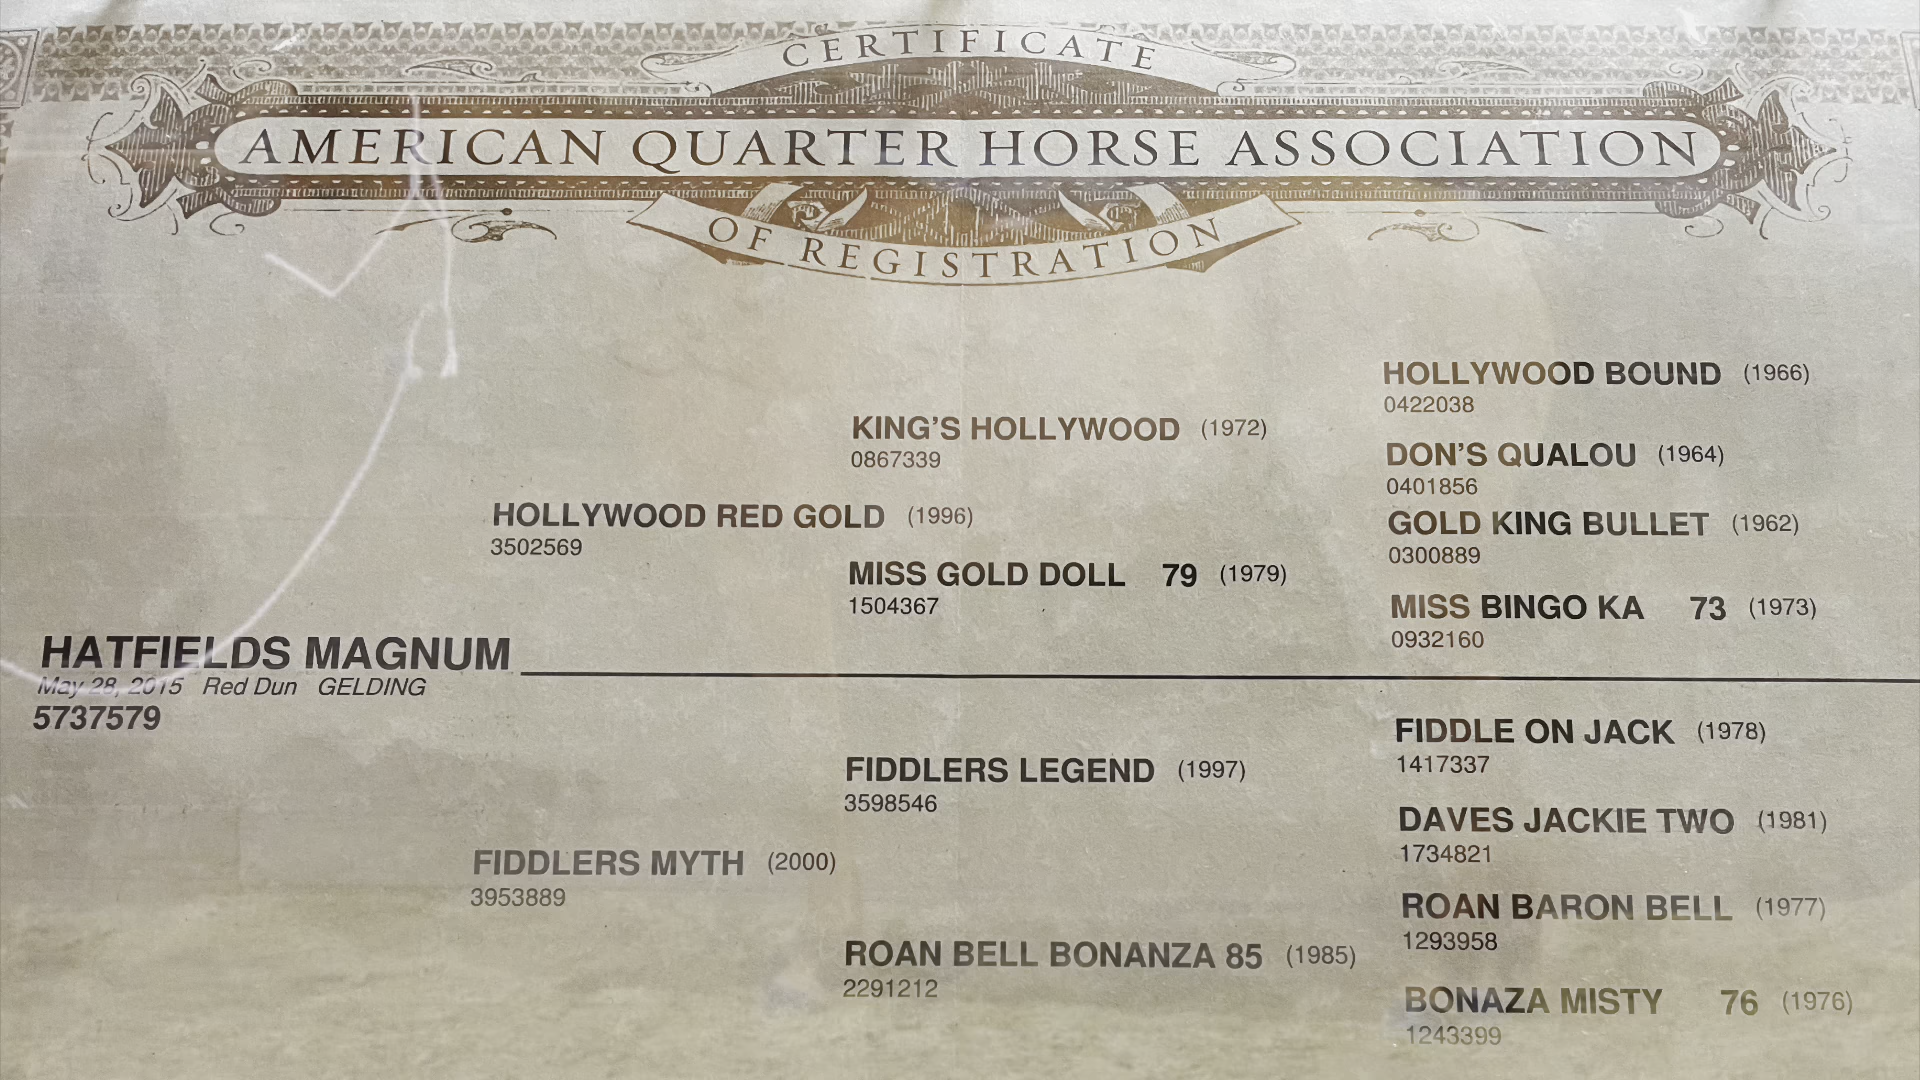 CERTIFICATE
AMERICAN QUARTER HORSE ASSOCIATION
OF REGISTRATION
HOLLYWOOD BOUND (1966)
0422038
KING'S HOLLYWOOD (1972)
0867339
DON'S QUALOU (1964)
0401856
HOLLYWOOD RED GOLD (1996)
3502569
GOLD KING BULLET (1962)
0300889
MISS GOLD DOLL 79 (1979)
1504367
MISS BINGO KA 73 (1973)
0932160
HATFIELDS MAGNUM
May 28, 2015 Red Dun GELDING
5737579
FIDDLE ON JACK (1978)
1417337
FIDDLERS LEGEND (1997)
3598546
DAVES JACKIE TWO (1981)
1734821
FIDDLERS MYTH (2000)
3953889
ROAN BARON BELL (1977)
1293958
ROAN BELL BONANZA 85 (1985)
2291212
BONAZA MISTY 76 (1976)
1243399